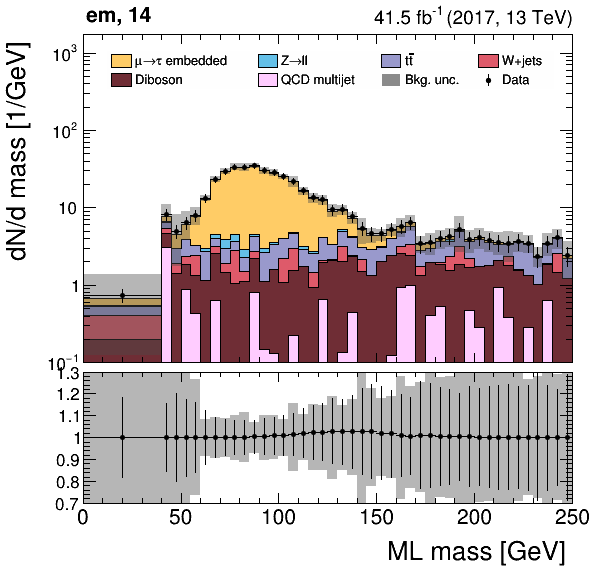 em, 14
41.5 fb⁻¹ (2017, 13 TeV)
dN/d mass [1/GeV]
10³
10²
10
1
10⁻¹
μ→τ embedded
Z→ll
tt̄
W+jets
Diboson
QCD multijet
Bkg. unc.
Data
1.3
1.2
1.1
1
0.9
0.8
0.7
0
50
100
150
200
250
ML mass [GeV]